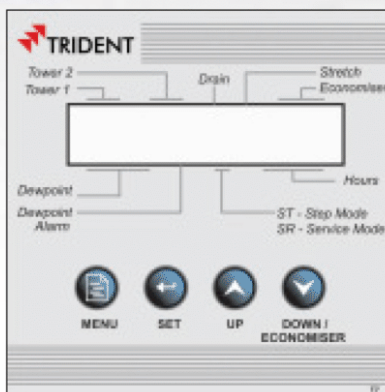 TRIDENT
Tower 2
Tower 1
Drain
Stretch
Economiser
Dewpoint
Dewpoint
Alarm
Hours
ST - Step Mode
SR - Service Mode
MENU
SET
UP
DOWN /
ECONOMISER